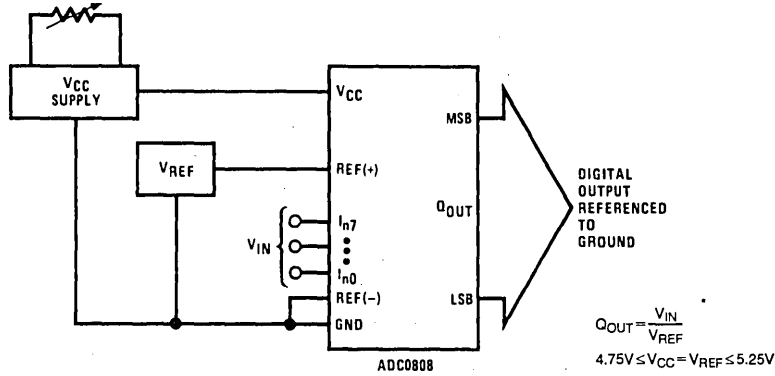 VCC
SUPPLY
VREF
VIN
VCC
REF(+)
In7
In0
REF(−)
GND
MSB
QOUT
LSB
ADC0808
DIGITAL
OUTPUT
REFERENCED
TO
GROUND
QOUT = VIN / VREF
4.75V ≤ VCC = VREF ≤ 5.25V